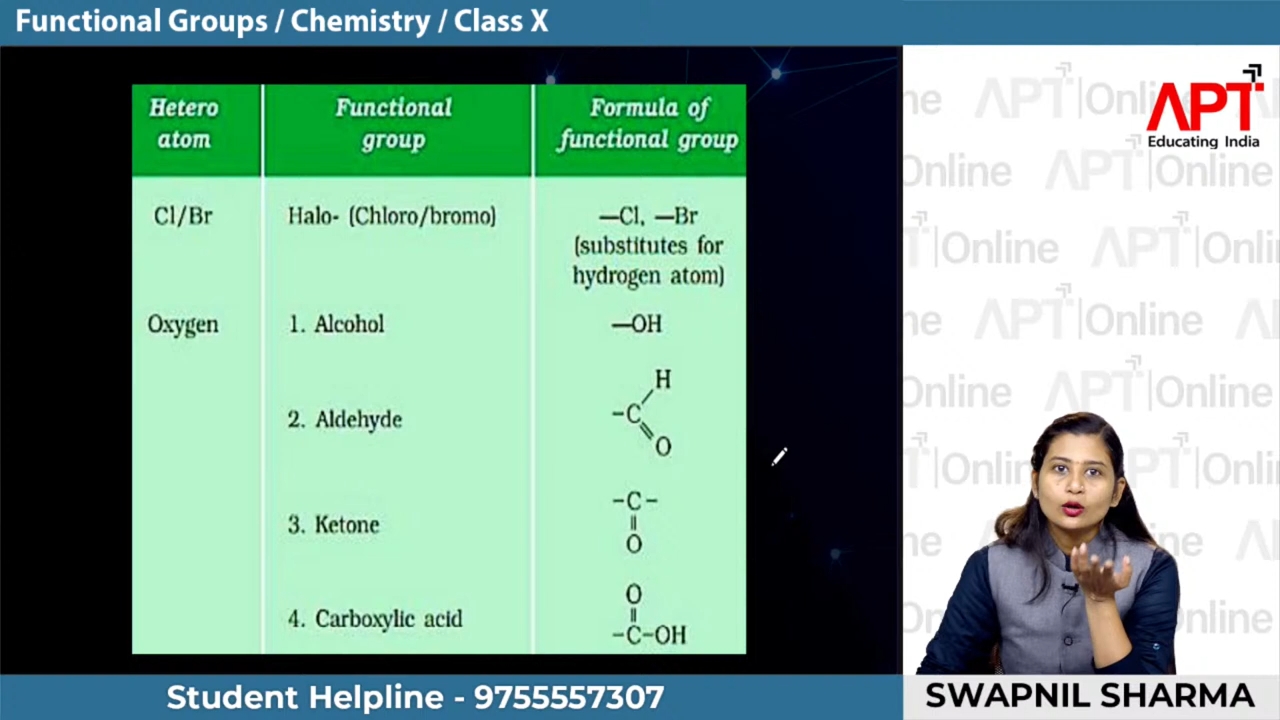 Functional Groups / Chemistry / Class X
Hetero atom
Functional group
Formula of functional group
Cl/Br
Halo- (Chloro/bromo)
—Cl, —Br
(substitutes for
hydrogen atom)
Oxygen
1. Alcohol
—OH
2. Aldehyde
H
-C
O
3. Ketone
-C-
||
O
4. Carboxylic acid
O
||
-C-OH
APT
Educating India
APT|Online
Student Helpline - 9755557307
SWAPNIL SHARMA